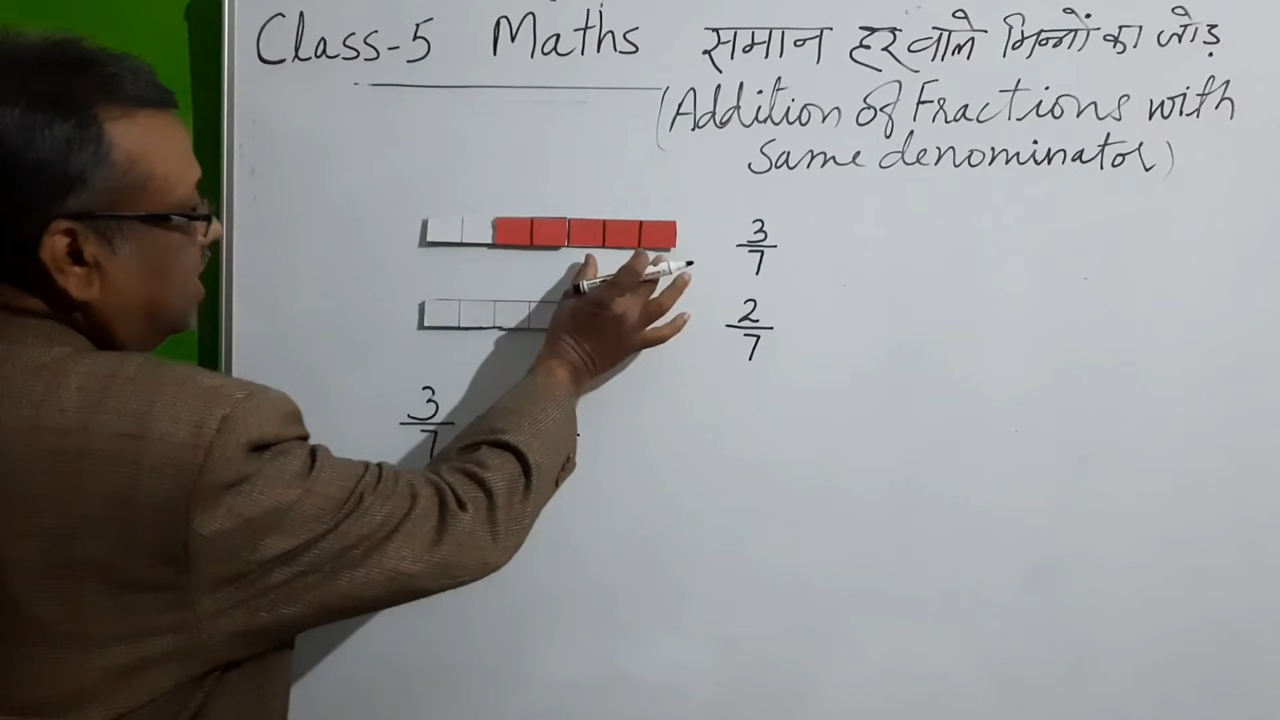 Class-5 Maths समान हर वाले भिन्नों का जोड़
(Addition of Fractions with
Same denominator)
3
7
2
7
3
7